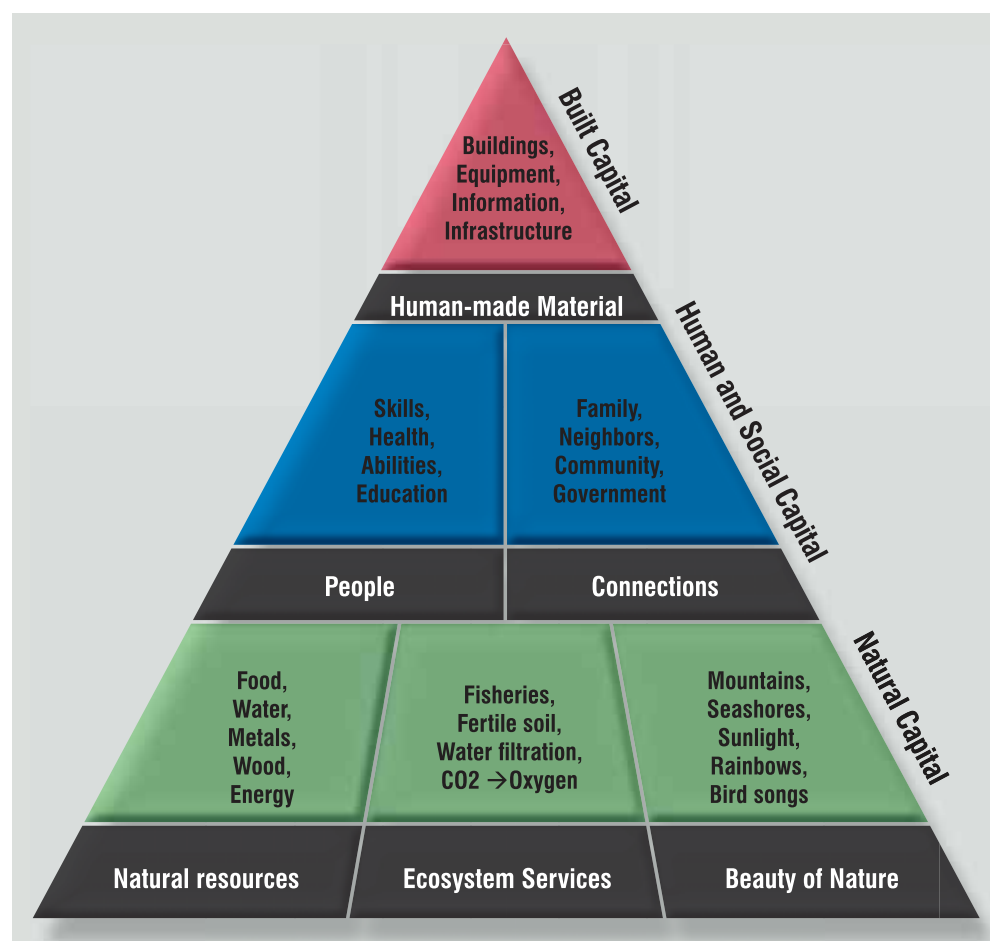 Built Capital
Buildings,
Equipment,
Information,
Infrastructure
Human-made Material
Human and Social Capital
Skills,
Health,
Abilities,
Education
Family,
Neighbors,
Community,
Government
People
Connections
Natural Capital
Food,
Water,
Metals,
Wood,
Energy
Fisheries,
Fertile soil,
Water filtration,
CO2 →Oxygen
Mountains,
Seashores,
Sunlight,
Rainbows,
Bird songs
Natural resources
Ecosystem Services
Beauty of Nature